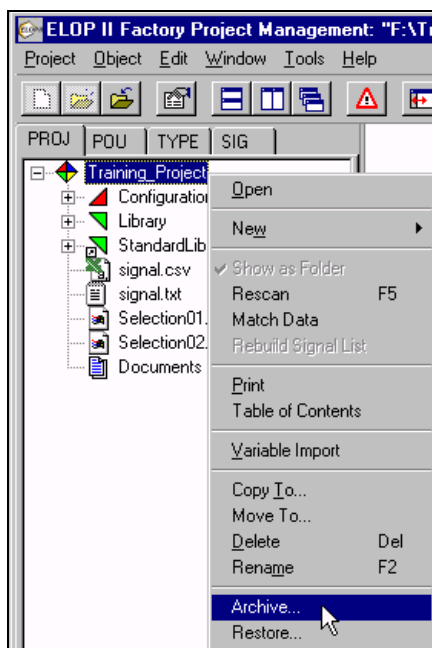 ELOP II Factory Project Management: "F:\Tr
Project Object Edit Window Tools Help
PROJ POU TYPE SIG
Training_Project
Configuration
Library
StandardLib
signal.csv
signal.txt
Selection01.
Selection02.
Documents
Open
New
Show as Folder
Rescan F5
Match Data
Rebuild Signal List
Print
Table of Contents
Variable Import
Copy To...
Move To...
Delete Del
Rename F2
Archive...
Restore...